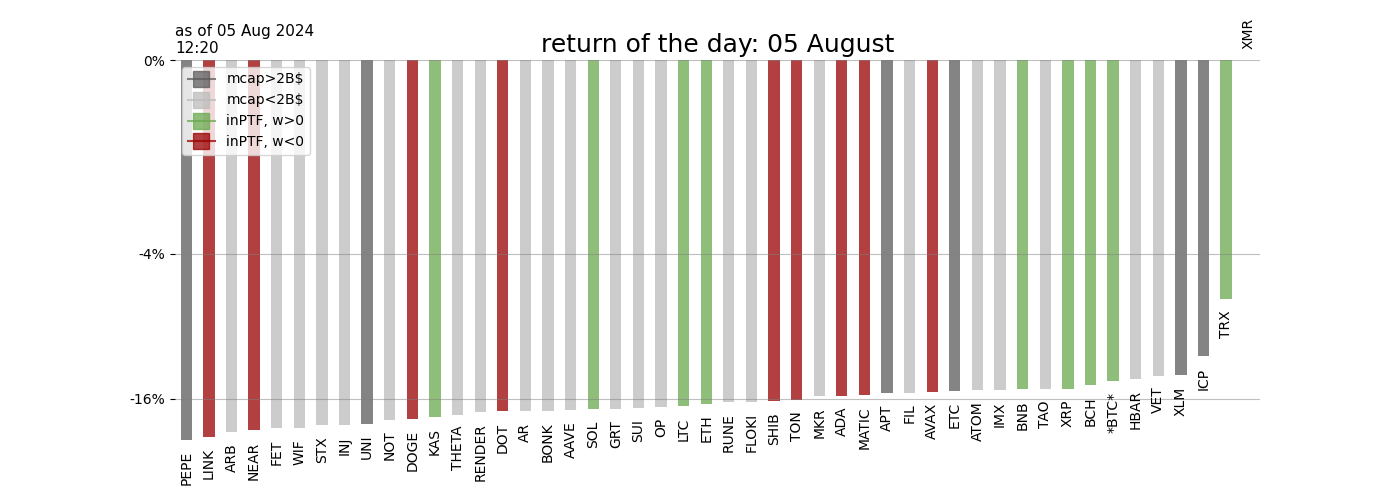 as of 05 Aug 2024
12:20
return of the day: 05 August
XMR
0%
-4%
-16%
mcap>2B$
mcap<2B$
inPTF, w>0
inPTF, w<0
PEPE
LINK
ARB
NEAR
FET
WIF
STX
INJ
UNI
NOT
DOGE
KAS
THETA
RENDER
DOT
AR
BONK
AAVE
SOL
GRT
SUI
OP
LTC
ETH
RUNE
FLOKI
SHIB
TON
MKR
ADA
MATIC
APT
FIL
AVAX
ETC
ATOM
IMX
BNB
TAO
XRP
BCH
*BTC*
HBAR
VET
XLM
ICP
TRX